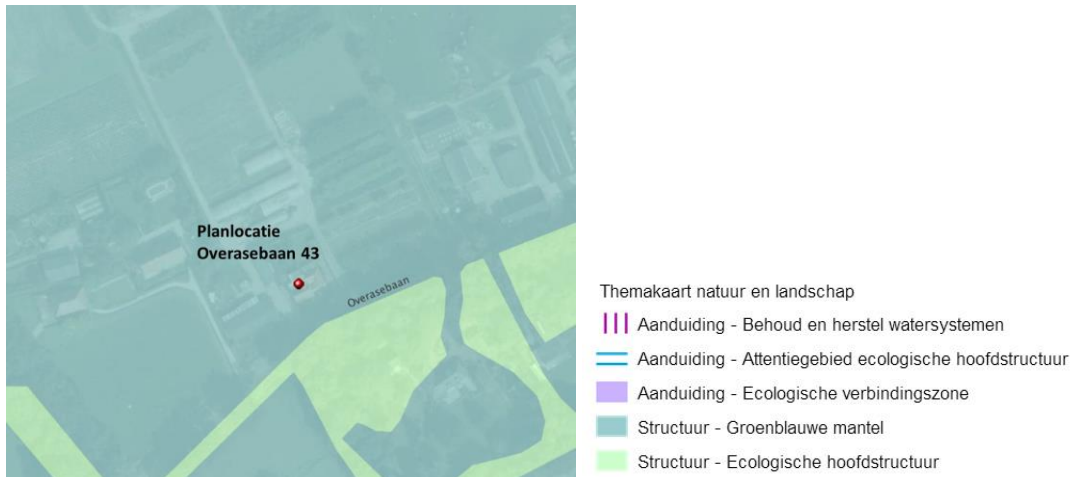 Planlocatie
Overasebaan 43
Overasebaan
Themakaart natuur en landschap
Aanduiding - Behoud en herstel watersystemen
Aanduiding - Attentiegebied ecologische hoofdstructuur
Aanduiding - Ecologische verbindingszone
Structuur - Groenblauwe mantel
Structuur - Ecologische hoofdstructuur